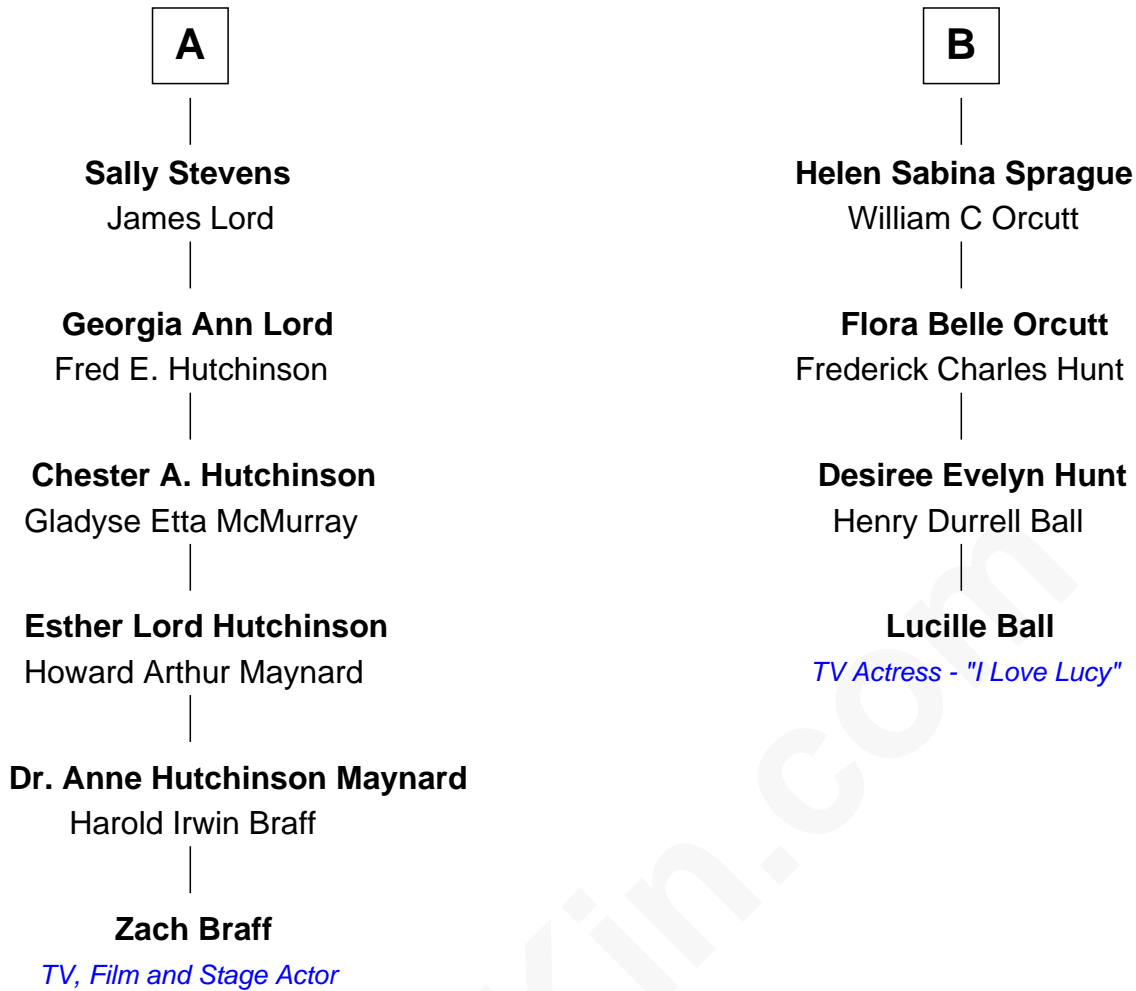 A
Sally Stevens
James Lord
Georgia Ann Lord
Fred E. Hutchinson
Chester A. Hutchinson
Gladyse Etta McMurray
Esther Lord Hutchinson
Howard Arthur Maynard
Dr. Anne Hutchinson Maynard
Harold Irwin Braff
Zach Braff
TV, Film and Stage Actor
B
Helen Sabina Sprague
William C Orcutt
Flora Belle Orcutt
Frederick Charles Hunt
Desiree Evelyn Hunt
Henry Durrell Ball
Lucille Ball
TV Actress - "I Love Lucy"